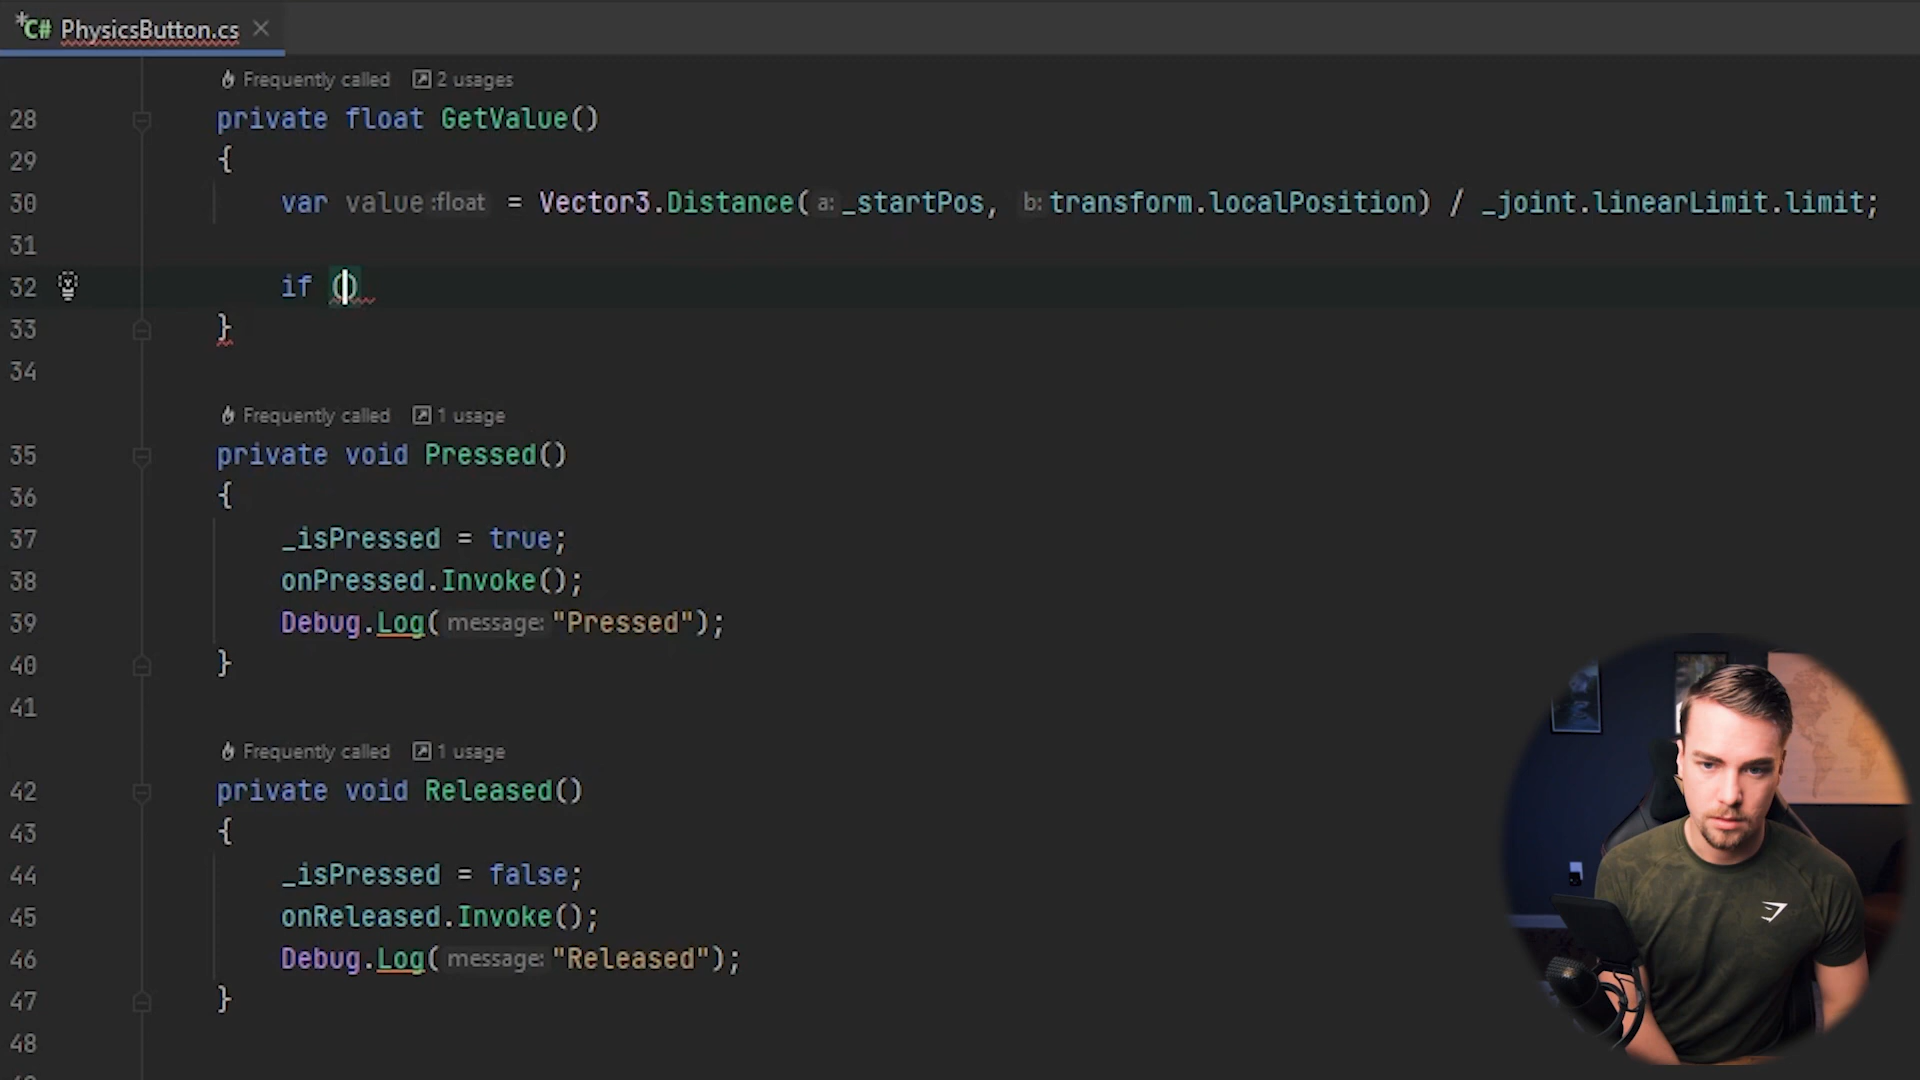 * C# PhysicsButton.cs ×
Frequently called 2 usages
28 private float GetValue()
29 {
30 var value :float = Vector3.Distance( a: _startPos, b: transform.localPosition) / _joint.linearLimit.limit;
31
32 if ()
33 }
34
Frequently called 1 usage
35 private void Pressed()
36 {
37 _isPressed = true;
38 onPressed.Invoke();
39 Debug.Log( message: "Pressed");
40 }
41
Frequently called 1 usage
42 private void Released()
43 {
44 _isPressed = false;
45 onReleased.Invoke();
46 Debug.Log( message: "Released");
47 }
48